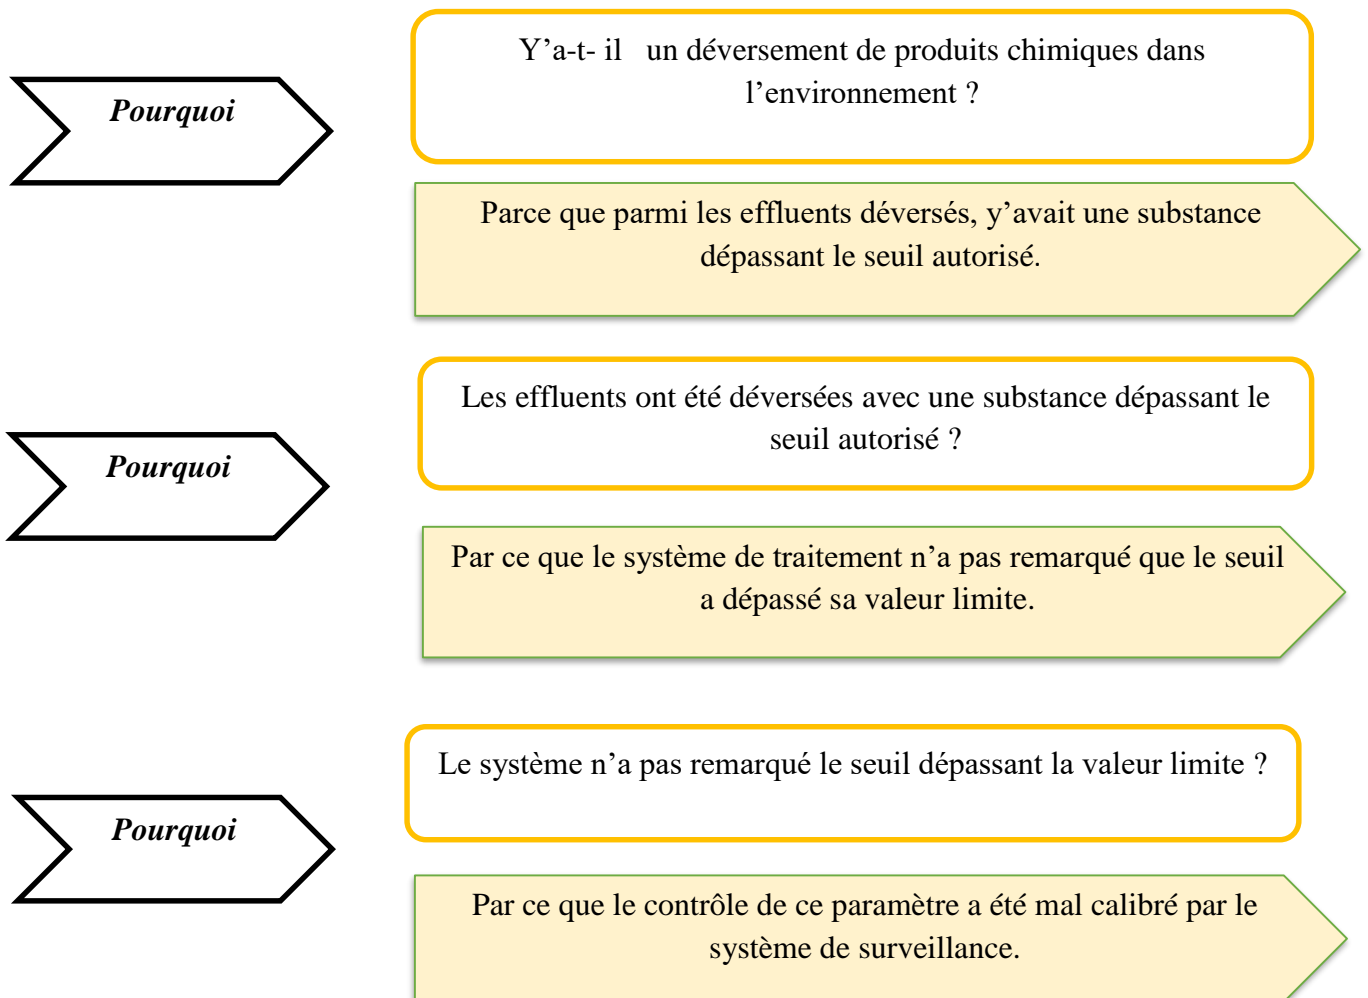 Y’a-t- il   un déversement de produits chimiques dans
l’environnement ?
Pourquoi
Parce que parmi les effluents déversés, y’avait une substance
dépassant le seuil autorisé.
Les effluents ont été déversées avec une substance dépassant le
seuil autorisé ?
Pourquoi
Par ce que le système de traitement n’a pas remarqué que le seuil
a dépassé sa valeur limite.
Le système n’a pas remarqué le seuil dépassant la valeur limite ?
Pourquoi
Par ce que le contrôle de ce paramètre a été mal calibré par le
système de surveillance.